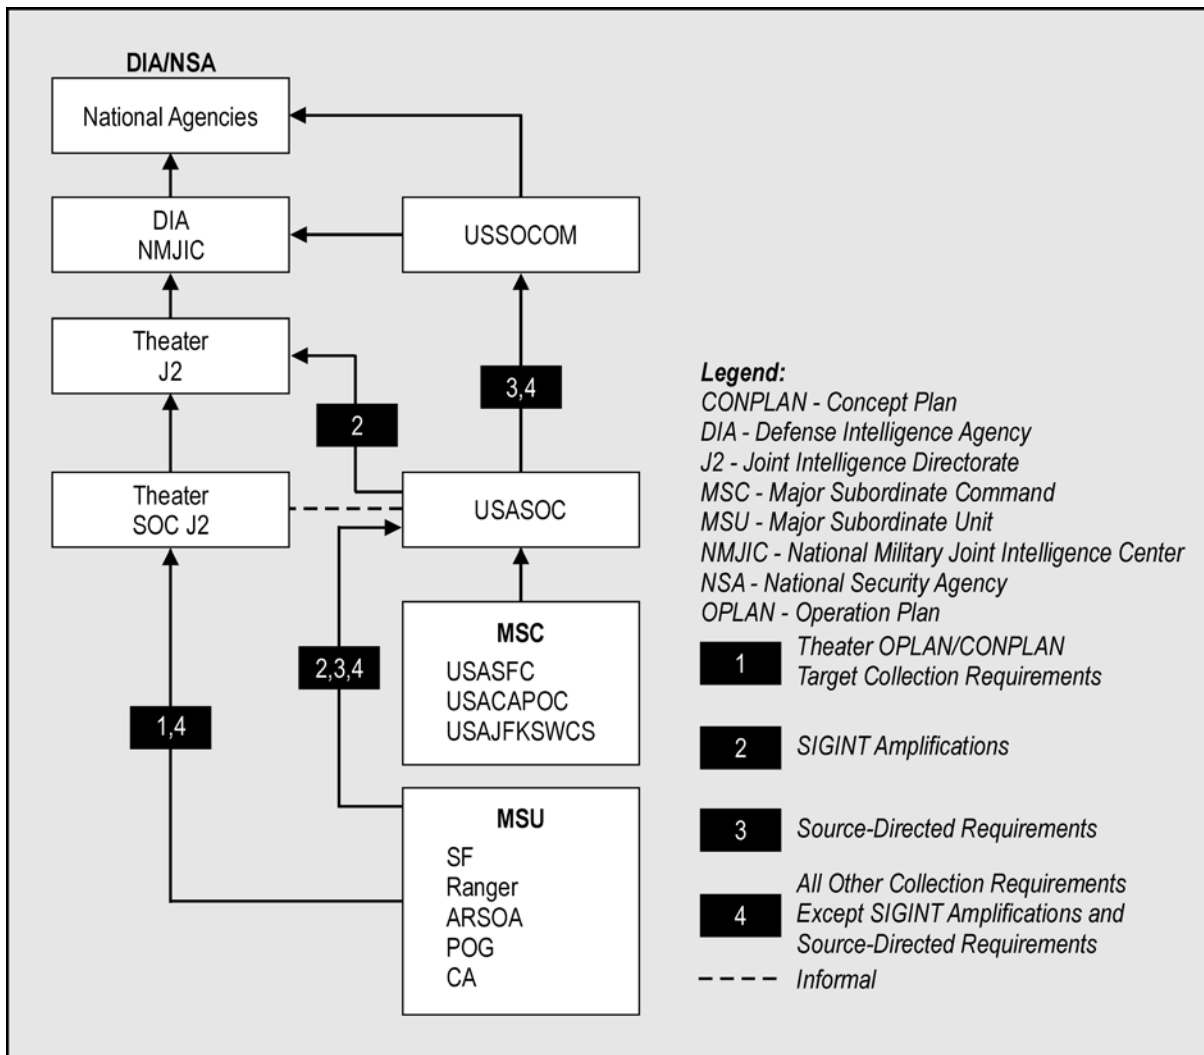 DIA/NSA
National Agencies
DIA
NMJIC
USSOCOM
Theater
J2
3,4
2
Theater
SOC J2
USASOC
MSC
USASFC
USACAPOC
USAJFKSWCS
2,3,4
1,4
MSU
SF
Ranger
ARSOA
POG
CA
Legend:
CONPLAN - Concept Plan
DIA - Defense Intelligence Agency
J2 - Joint Intelligence Directorate
MSC - Major Subordinate Command
MSU - Major Subordinate Unit
NMJIC - National Military Joint Intelligence Center
NSA - National Security Agency
OPLAN - Operation Plan
1 Theater OPLAN/CONPLAN
Target Collection Requirements
2 SIGINT Amplifications
3 Source-Directed Requirements
4 All Other Collection Requirements
Except SIGINT Amplifications and
Source-Directed Requirements
Informal